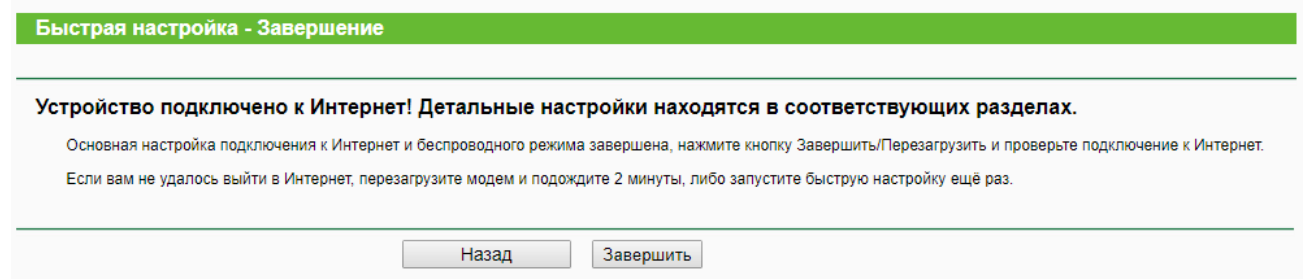 Быстрая настройка - Завершение
Устройство подключено к Интернет! Детальные настройки находятся в соответствующих разделах.
Основная настройка подключения к Интернет и беспроводного режима завершена, нажмите кнопку Завершить/Перезагрузить и проверьте подключение к Интернет.
Если вам не удалось выйти в Интернет, перезагрузите модем и подождите 2 минуты, либо запустите быструю настройку ещё раз.
Назад Завершить